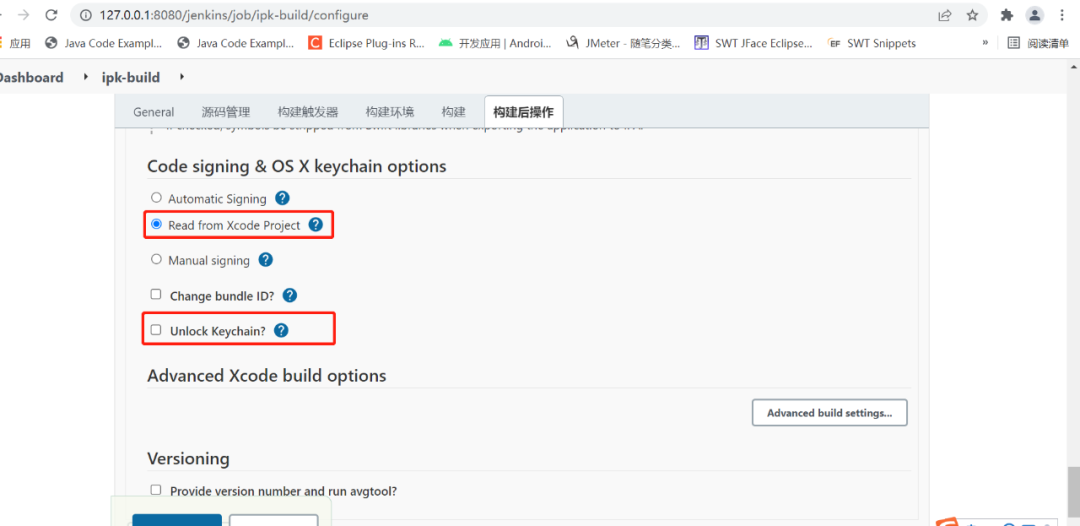 127.0.0.1:8080/jenkins/job/ipk-build/configure
应用 Java Code Exampl... Java Code Exampl... Eclipse Plug-ins R... 开发应用 | Androi... JMeter - 随笔分类... SWT JFace Eclipse... SWT Snippets » 阅读清单
Dashboard ipk-build
General 源码管理 构建触发器 构建环境 构建 构建后操作
Code signing & OS X keychain options
Automatic Signing ?
Read from Xcode Project ?
Manual signing ?
Change bundle ID? ?
Unlock Keychain? ?
Advanced Xcode build options
Advanced build settings...
Versioning
Provide version number and run avgtool?